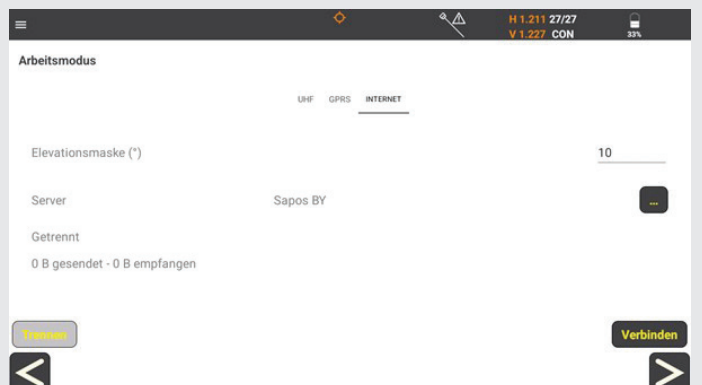 H 1.211 27/27
V 1.227 CON
33%
Arbeitsmodus
UHF GPRS INTERNET
Elevationsmaske (°) 10
Server Sapos BY ...
Getrennt
0 B gesendet - 0 B empfangen
Trennen Verbinden